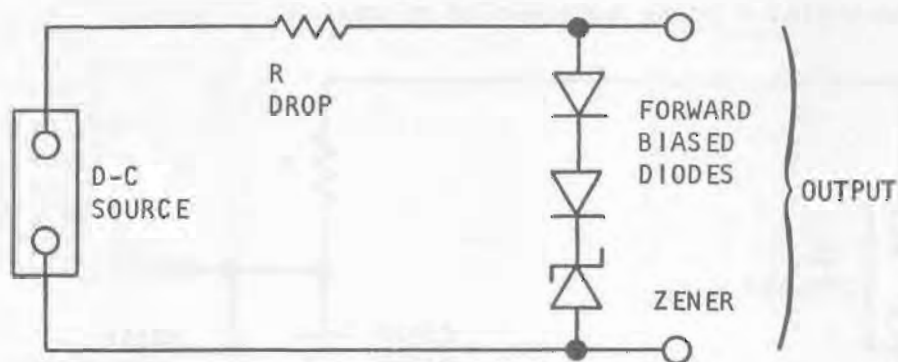 R
DROP
D-C
SOURCE
FORWARD
BIASED
DIODES
OUTPUT
ZENER